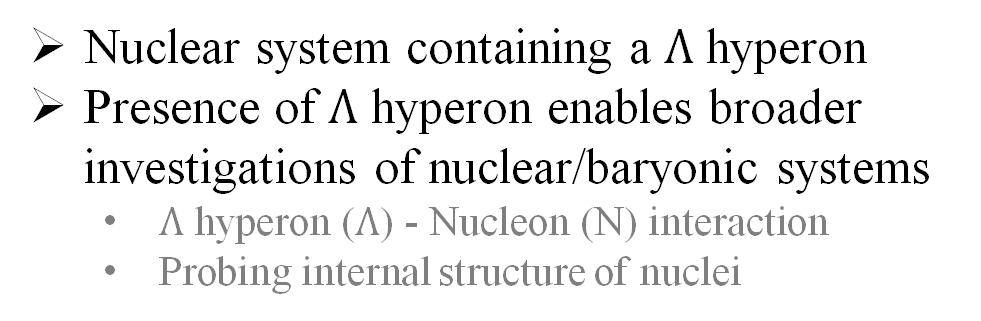 ➢ Nuclear system containing a Λ hyperon
➢ Presence of Λ hyperon enables broader
investigations of nuclear/baryonic systems
• Λ hyperon (Λ) - Nucleon (N) interaction
• Probing internal structure of nuclei